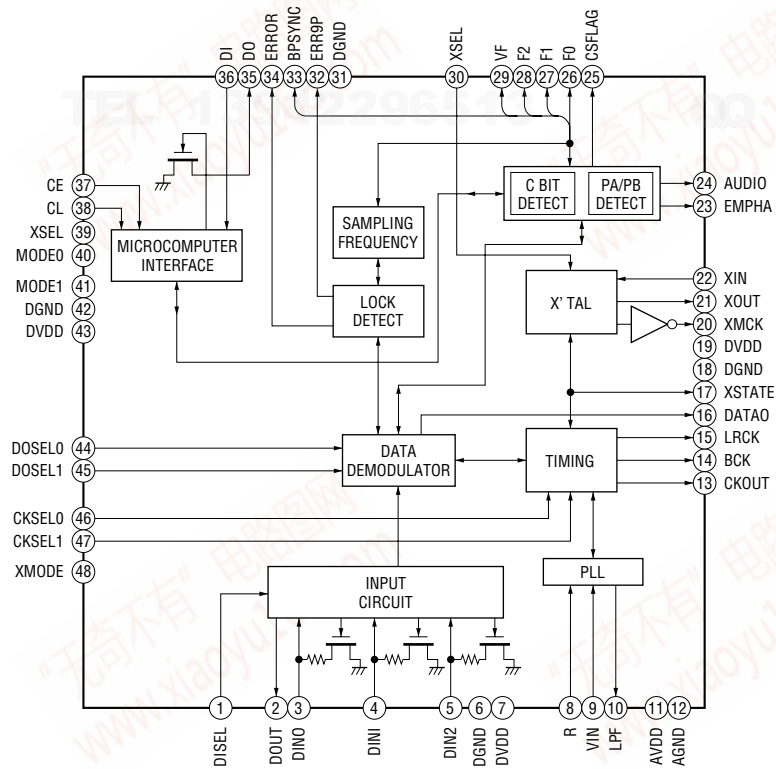 DI
DO
ERROR
BPSYNC
ERR9P
DGND
XSEL
VF
F2
F1
F0
CSFLAG
36 35 34 33 32 31 30 29 28 27 26 25
CE 37
CL 38
XSEL 39
MODE0 40
MODE1 41
DGND 42
DVDD 43
DOSEL0 44
DOSEL1 45
CKSEL0 46
CKSEL1 47
XMODE 48
MICROCOMPUTER
INTERFACE
SAMPLING
FREQUENCY
LOCK
DETECT
C BIT
DETECT
PA/PB
DETECT
X' TAL
DATA
DEMODULATOR
TIMING
INPUT
CIRCUIT
PLL
24 AUDIO
23 EMPHA
22 XIN
21 XOUT
20 XMCK
19 DVDD
18 DGND
17 XSTATE
16 DATAO
15 LRCK
14 BCK
13 CKOUT
1 2 3 4 5 6 7 8 9 10 11 12
DISEL
DOUT
DINO
DINI
DIN2
DGND
DVDD
R
VIN
LPF
AVDD
AGND
QQ